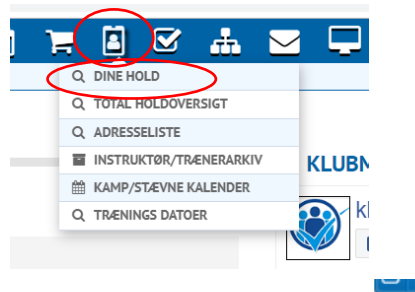 DINE HOLD
TOTAL HOLDOVERSIGT
ADRESSELISTE
INSTRUKTØR/TRÆNERARKIV
KAMP/STÆVNE KALENDER
TRÆNINGS DATOER
KLUBM
kl